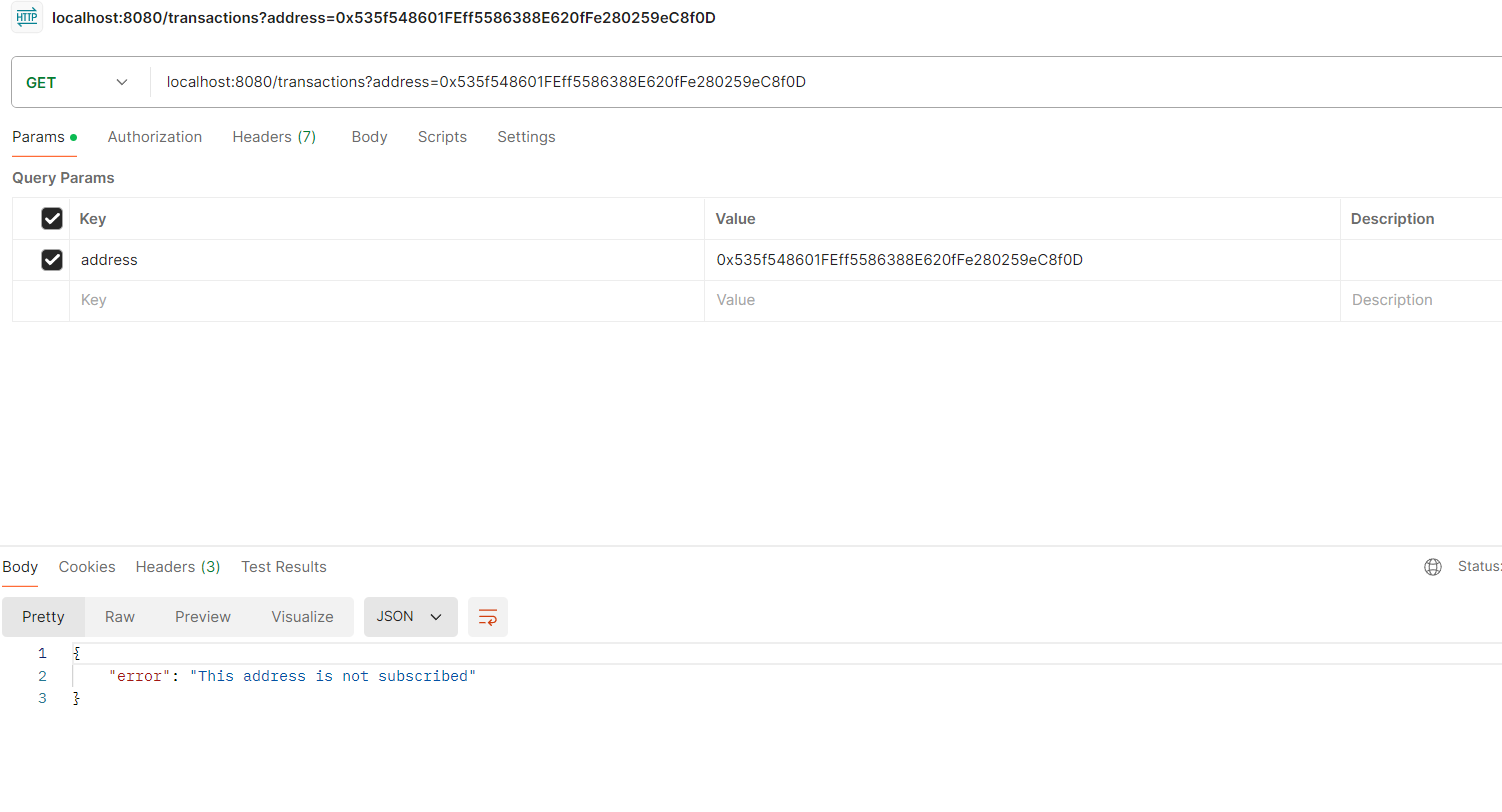 HTTP localhost:8080/transactions?address=0x535f548601FEff5586388E620fFe280259eC8f0D
GET localhost:8080/transactions?address=0x535f548601FEff5586388E620fFe280259eC8f0D
Params Authorization Headers (7) Body Scripts Settings
Query Params
Key Value Description
address 0x535f548601FEff5586388E620fFe280259eC8f0D
Key Value Description
Body Cookies Headers (3) Test Results Status:
Pretty Raw Preview Visualize JSON
1 {
2 "error": "This address is not subscribed"
3 }